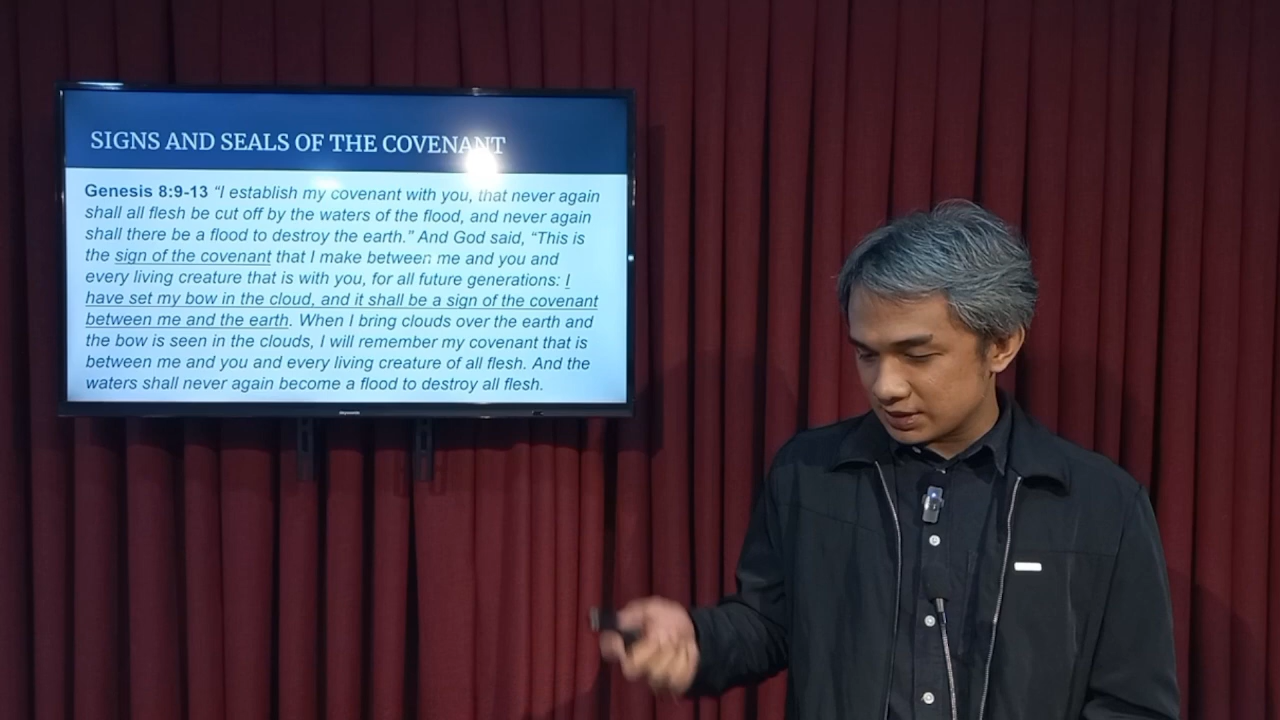 SIGNS AND SEALS OF THE COVENANT
Genesis 8:9-13 “I establish my covenant with you, that never again
shall all flesh be cut off by the waters of the flood, and never again
shall there be a flood to destroy the earth.” And God said, “This is
the sign of the covenant that I make between me and you and
every living creature that is with you, for all future generations: I
have set my bow in the cloud, and it shall be a sign of the covenant
between me and the earth. When I bring clouds over the earth and
the bow is seen in the clouds, I will remember my covenant that is
between me and you and every living creature of all flesh. And the
waters shall never again become a flood to destroy all flesh.